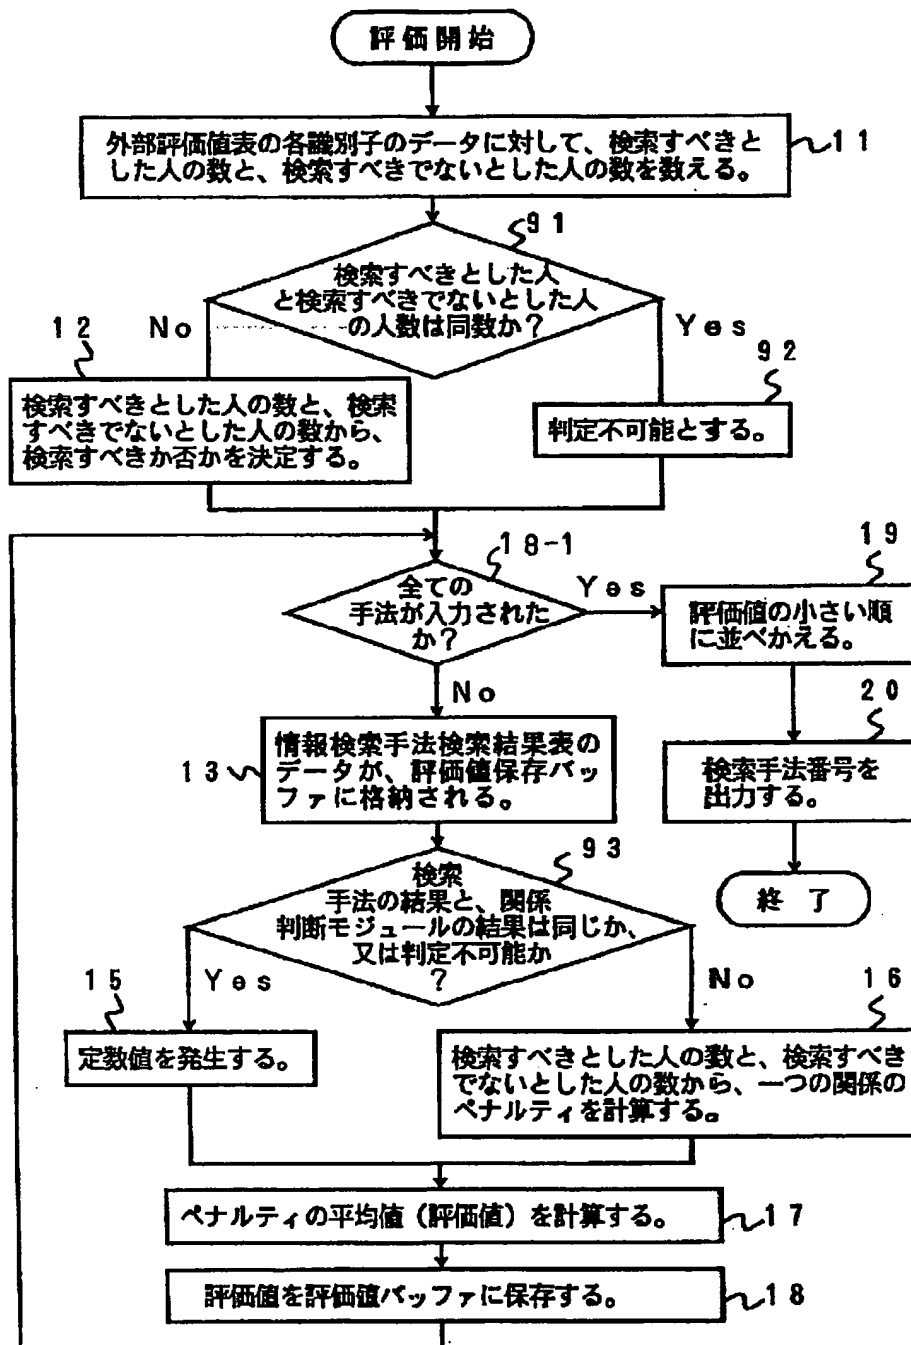 評価開始
外部評価値表の各識別子のデータに対して、検索すべきと
した人の数と、検索すべきでないとした人の数を数える。
11
91
検索すべきとした人
と検索すべきでないとした人
の人数は同数か？
No
Yes
12
検索すべきとした人の数と、検索
すべきでないとした人の数から、
検索すべきか否かを決定する。
92
判定不可能とする。
18-1
全ての
手法が入力された
か？
Yes
No
19
評価値の小さい順
に並べかえる。
20
検索手法番号を
出力する。
終了
13
情報検索手法検索結果表の
データが、評価値保存バッ
ファに格納される。
93
検索
手法の結果と、関係
判断モジュールの結果は同じか、
又は判定不可能か
？
Yes
No
15
定数値を発生する。
16
検索すべきとした人の数と、検索すべき
でないとした人の数から、一つの関係の
ペナルティを計算する。
ペナルティの平均値（評価値）を計算する。
17
評価値を評価値バッファに保存する。
18